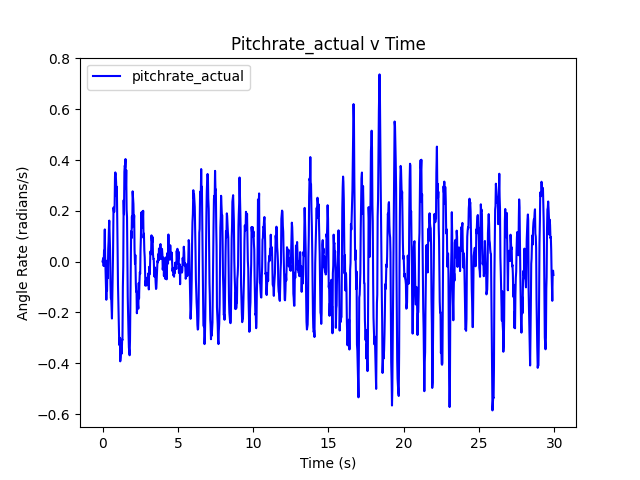 Pitchrate_actual v Time
pitchrate_actual
Angle Rate (radians/s)
0.8
0.6
0.4
0.2
0.0
−0.2
−0.4
−0.6
0 5 10 15 20 25 30
Time (s)